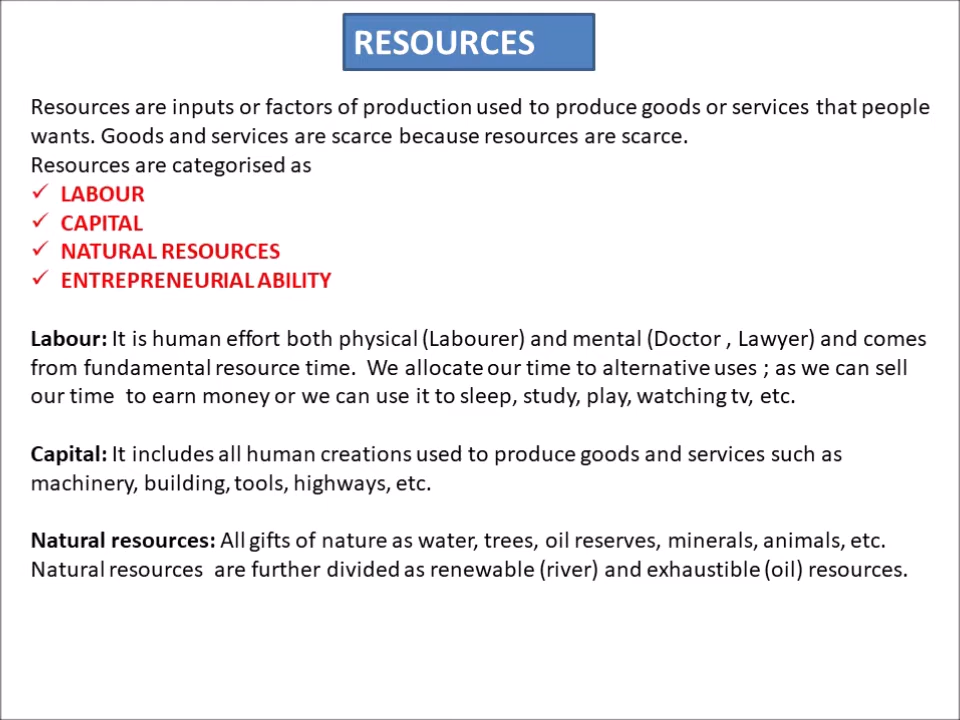 RESOURCES
Resources are inputs or factors of production used to produce goods or services that people
wants. Goods and services are scarce because resources are scarce.
Resources are categorised as
✓ LABOUR
✓ CAPITAL
✓ NATURAL RESOURCES
✓ ENTREPRENEURIAL ABILITY
Labour: It is human effort both physical (Labourer) and mental (Doctor , Lawyer) and comes
from fundamental resource time. We allocate our time to alternative uses ; as we can sell
our time to earn money or we can use it to sleep, study, play, watching tv, etc.
Capital: It includes all human creations used to produce goods and services such as
machinery, building, tools, highways, etc.
Natural resources: All gifts of nature as water, trees, oil reserves, minerals, animals, etc.
Natural resources are further divided as renewable (river) and exhaustible (oil) resources.